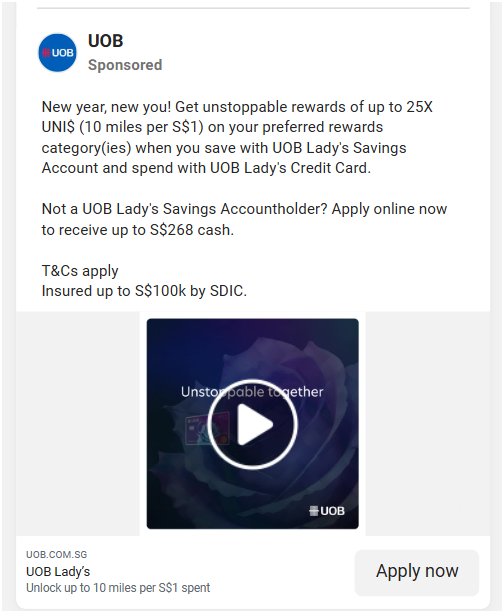 UOB
UOB
Sponsored
New year, new you! Get unstoppable rewards of up to 25X
UNI$ (10 miles per S$1) on your preferred rewards
category(ies) when you save with UOB Lady's Savings
Account and spend with UOB Lady's Credit Card.
Not a UOB Lady's Savings Accountholder? Apply online now
to receive up to S$268 cash.
T&Cs apply
Insured up to S$100k by SDIC.
Unstoppable together
UOB
UOB.COM.SG
UOB Lady's
Unlock up to 10 miles per S$1 spent
Apply now